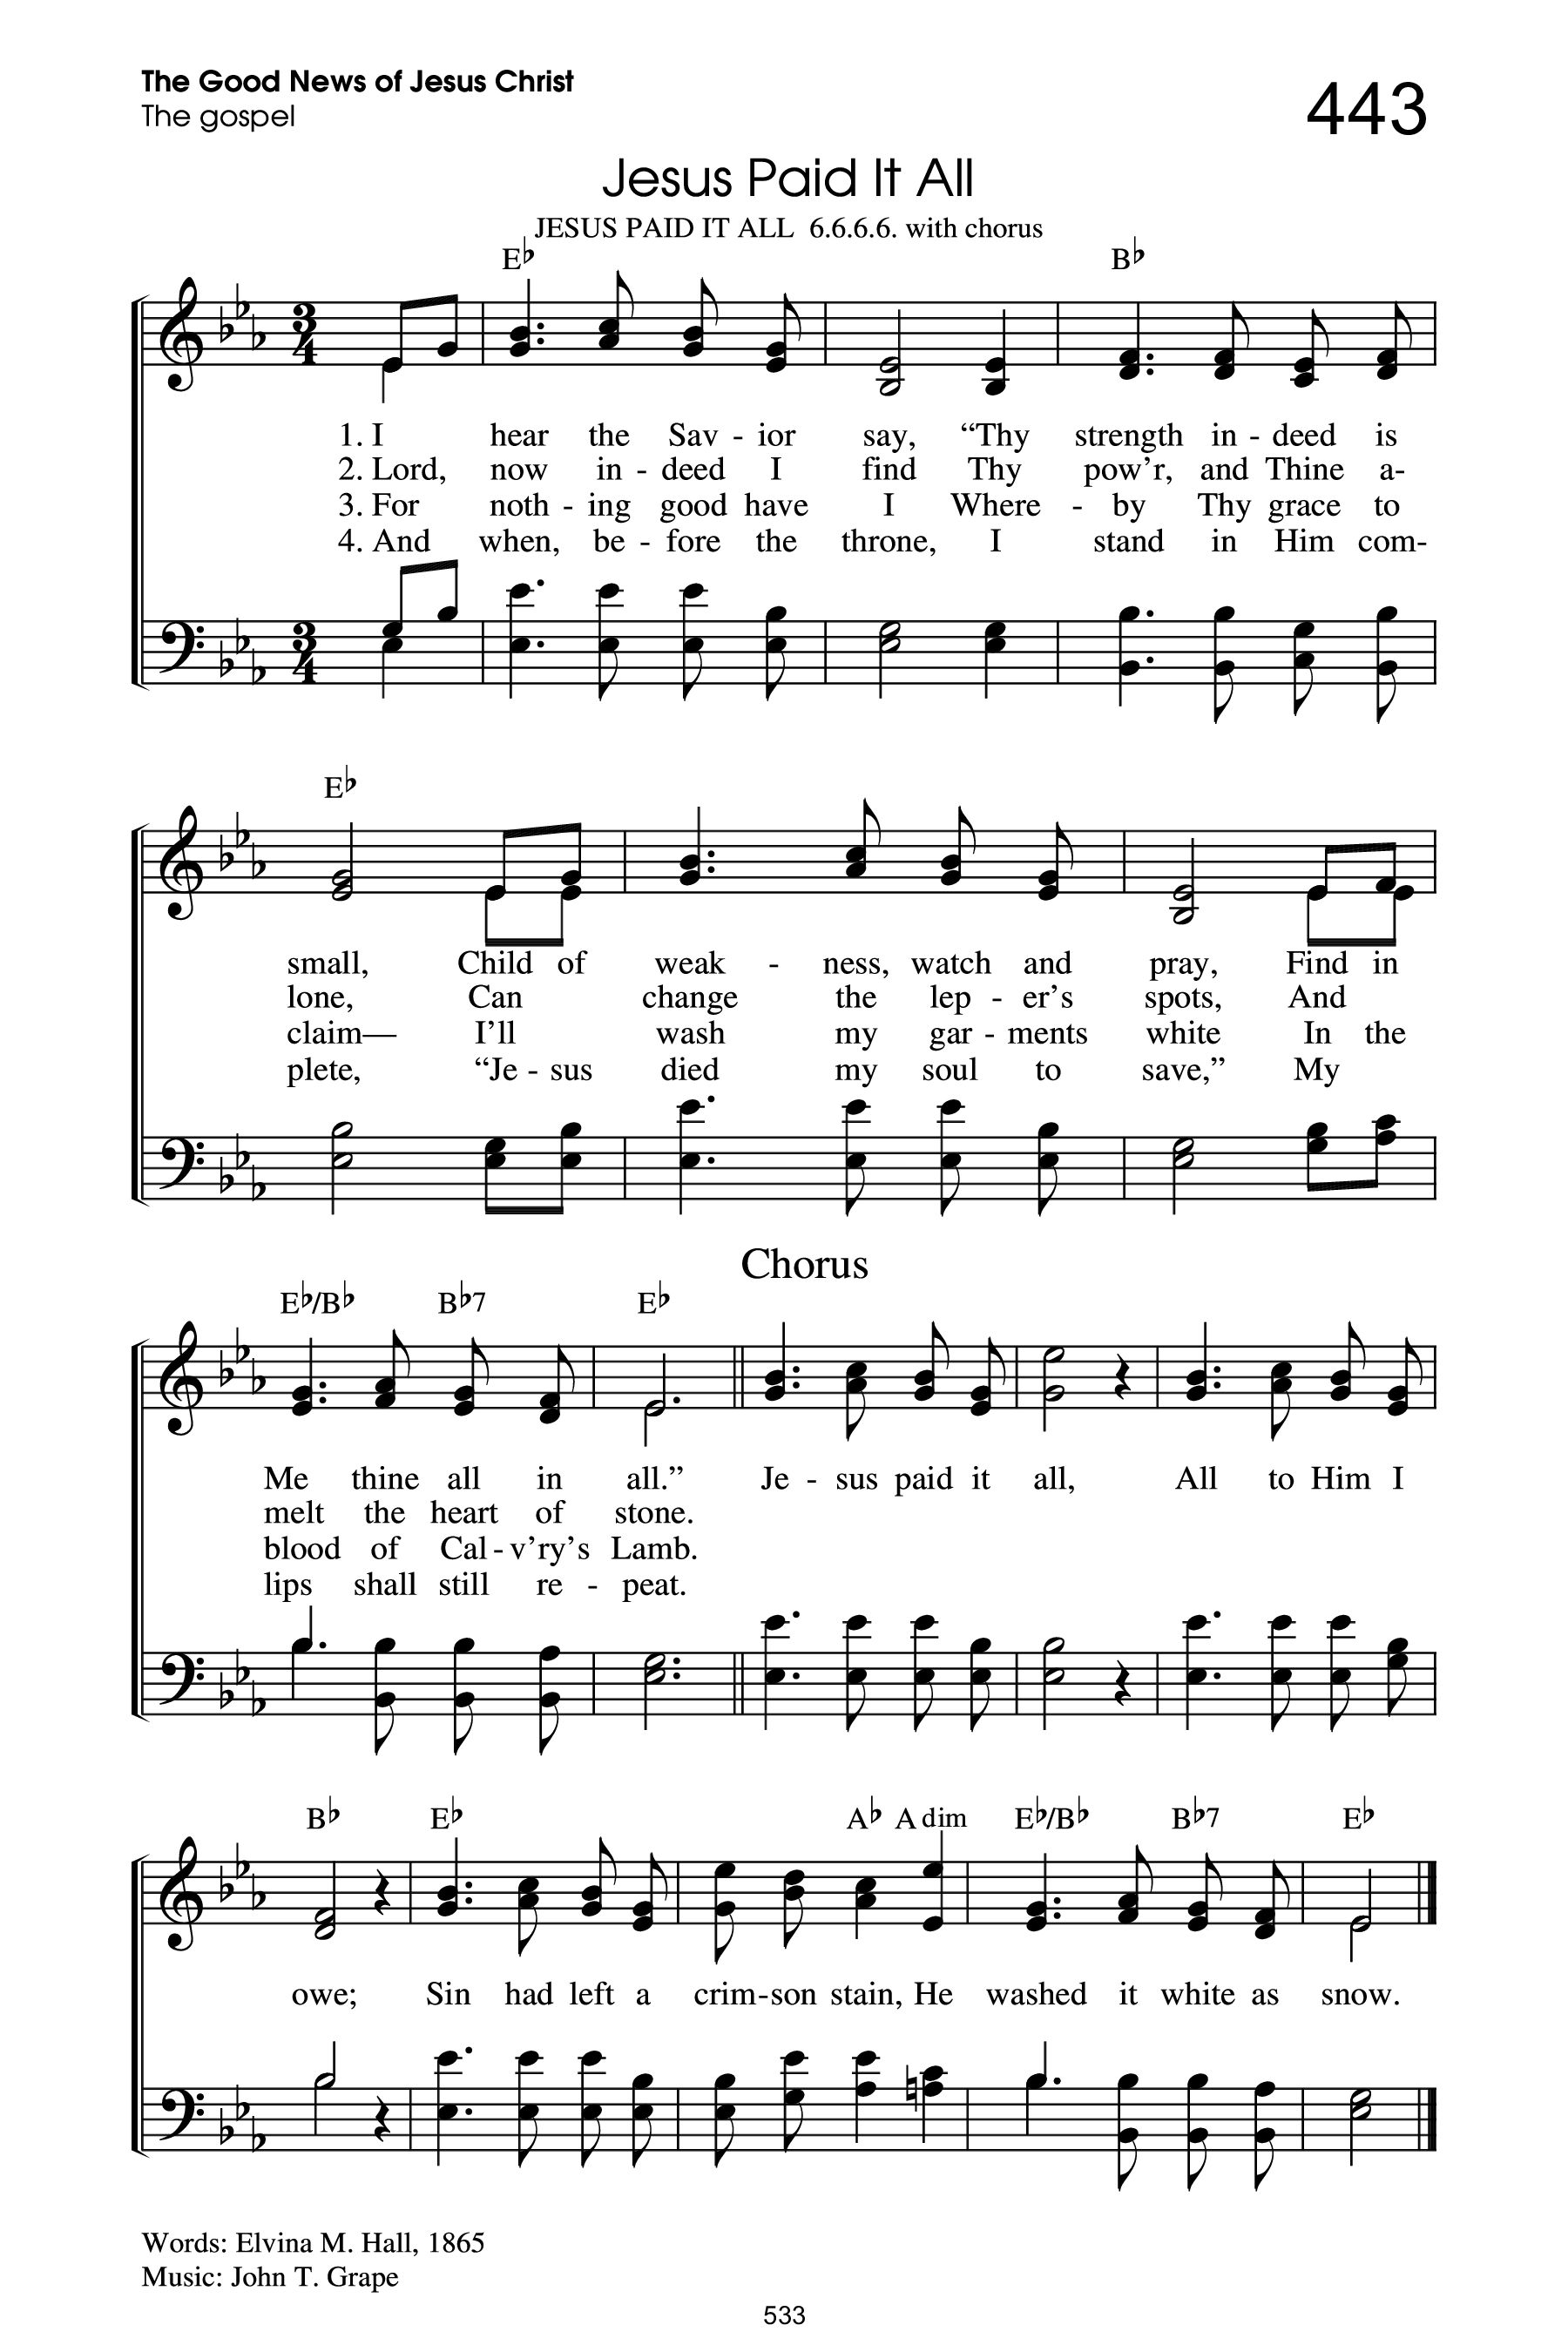 The Good News of Jesus Christ
The gospel
443
Jesus Paid It All
JESUS PAID IT ALL 6.6.6.6. with chorus
E♭ B♭
1. I hear the Sav - ior say, “Thy strength in - deed is
2. Lord, now in - deed I find Thy pow’r, and Thine a-
3. For noth - ing good have I Where - by Thy grace to
4. And when, be - fore the throne, I stand in Him com-
E♭
small, Child of weak - ness, watch and pray, Find in
lone, Can change the lep - er’s spots, And
claim— I’ll wash my gar - ments white In the
plete, “Je - sus died my soul to save,” My
Chorus
E♭/B♭ B♭7 E♭
Me thine all in all.” Je - sus paid it all, All to Him I
melt the heart of stone.
blood of Cal - v’ry’s Lamb.
lips shall still re - peat.
B♭ E♭ A♭ A dim E♭/B♭ B♭7 E♭
owe; Sin had left a crim - son stain, He washed it white as snow.
Words: Elvina M. Hall, 1865
Music: John T. Grape
533